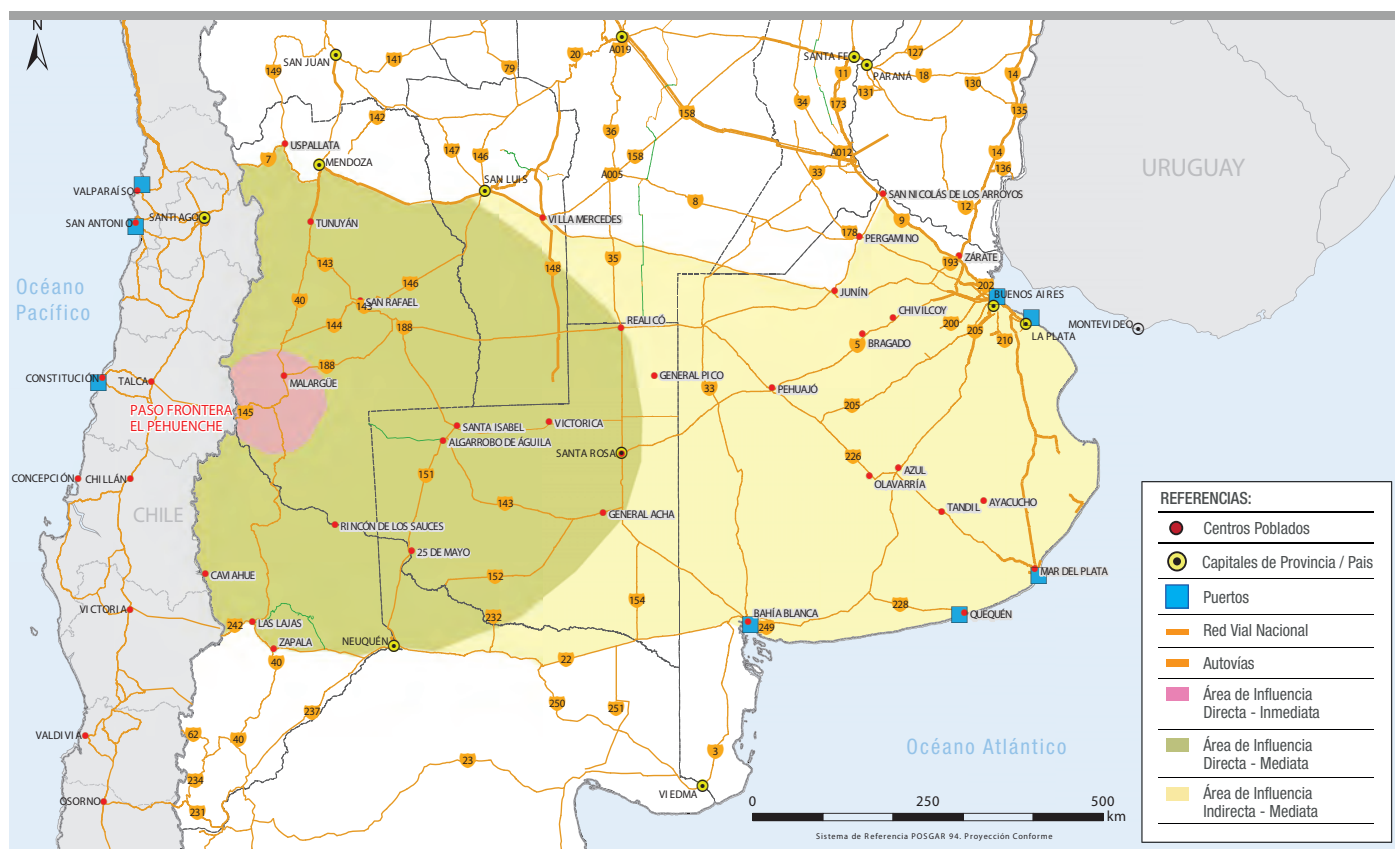 N
SAN JUAN
149
141
20
79
A019
SANTA FE
127
PARANÁ
11
18
130
14
131
34
173
135
158
142
36
147
146
158
A012
14
136
33
USPALLATA
7
MENDOZA
SAN LUIS
A005
8
SAN NICOLÁS DE LOS ARROYOS
12
9
VALPARAÍSO
SAN ANTONIO
SANTIAGO
TUNUYÁN
VILLA MERCEDES
178
PERGAMINO
URUGUAY
ZÁRATE
193
35
148
143
146
202
Océano
Pacífico
40
SAN RAFAEL
143
JUNÍN
BUENOS AIRES
CHIVILCOY
144
188
REALICÓ
200
205
MONTEVIDEO
LA PLATA
210
5
BRAGADO
188
CONSTITUCIÓN
TALCA
MALARGÜE
GENERAL PICO
33
PEHUAJÓ
145
PASO FRONTERA
EL PEHUENCHE
205
SANTA ISABEL
VICTORICA
ALGARROBO DE ÁGUILA
SANTA ROSA
226
AZUL
CONCEPCIÓN
CHILLÁN
151
OLAVARRÍA
143
AYACUCHO
TANDIL
CHILE
GENERAL ACHA
RINCÓN DE LOS SAUCES
25 DE MAYO
CAVIAHUE
152
MAR DEL PLATA
154
228
VICTORIA
232
BAHÍA BLANCA
QUEQUÉN
242
LAS LAJAS
249
ZAPALA
NEUQUÉN
40
22
237
250
251
VALDIVIA
62
40
3
Océano Atlántico
23
234
OSORNO
231
VIEDMA
0
250
500
km
Sistema de Referencia POSGAR 94. Proyección Conforme
REFERENCIAS:
Centros Poblados
Capitales de Provincia / Pais
Puertos
Red Vial Nacional
Autovías
Área de Influencia
Directa - Inmediata
Área de Influencia
Directa - Mediata
Área de Influencia
Indirecta - Mediata